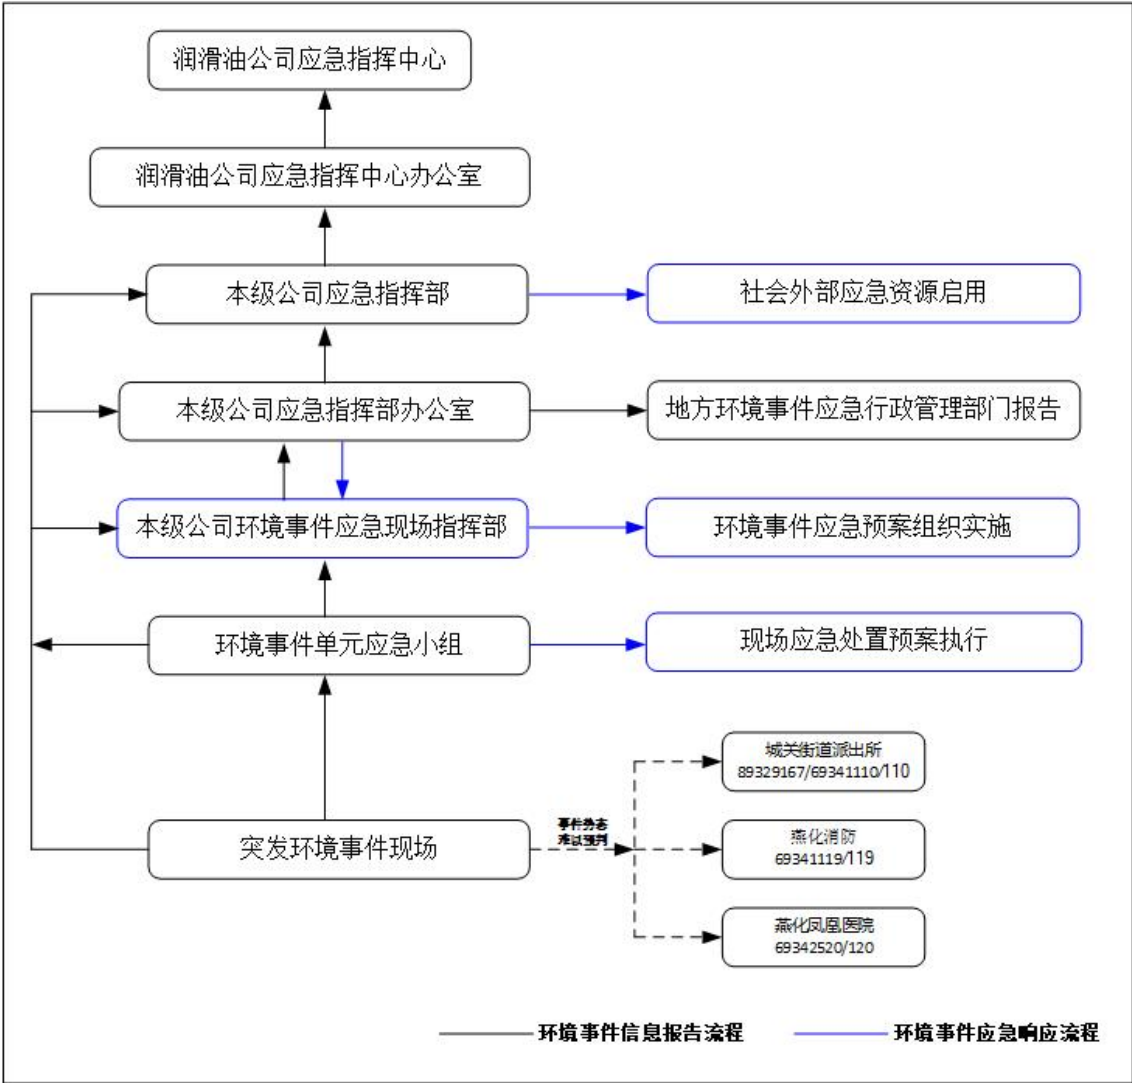 润滑油公司应急指挥中心
润滑油公司应急指挥中心办公室
本级公司应急指挥部
社会外部应急资源启用
本级公司应急指挥部办公室
地方环境事件应急行政管理部门报告
本级公司环境事件应急现场指挥部
环境事件应急预案组织实施
环境事件单元应急小组
现场应急处置预案执行
城关街道派出所
89329167/69341110/110
突发环境事件现场
事件势态
难以预判
燕化消防
69341119/119
燕化凤凰医院
69342520/120
环境事件信息报告流程
环境事件应急响应流程